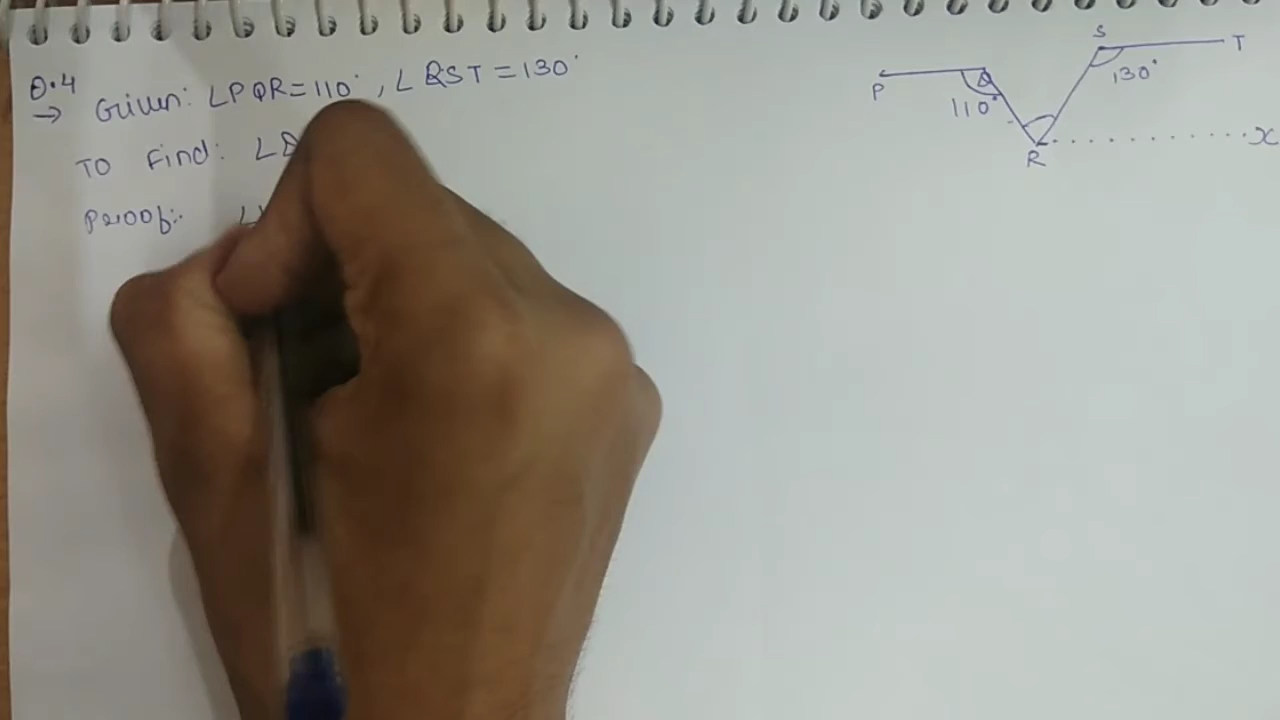 Q.4
→ Given: ∠PQR=110°, ∠RST=130°
To Find: ∠Q
Proof:- ∠
S
T
130°
P
Q
110°
R
x